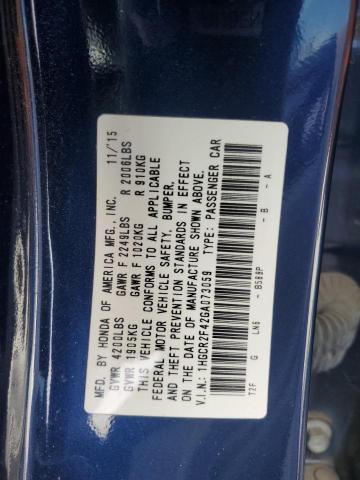 MFD. BY HONDA OF AMERICA MFG., INC. 11/15
GVWR 4200LBS GAWR F 2249LBS R 2006LBS
GVWR 1905KG GAWR F 1020KG R 910KG
THIS VEHICLE CONFORMS TO ALL APPLICABLE
FEDERAL MOTOR VEHICLE SAFETY, BUMPER,
AND THEFT PREVENTION STANDARDS IN EFFECT
ON THE DATE OF MANUFACTURE SHOWN ABOVE.
V.I.N.: 1HGCR2F42GA073059 TYPE: PASSENGER CAR
T2F G LN6 - B588P - B - A